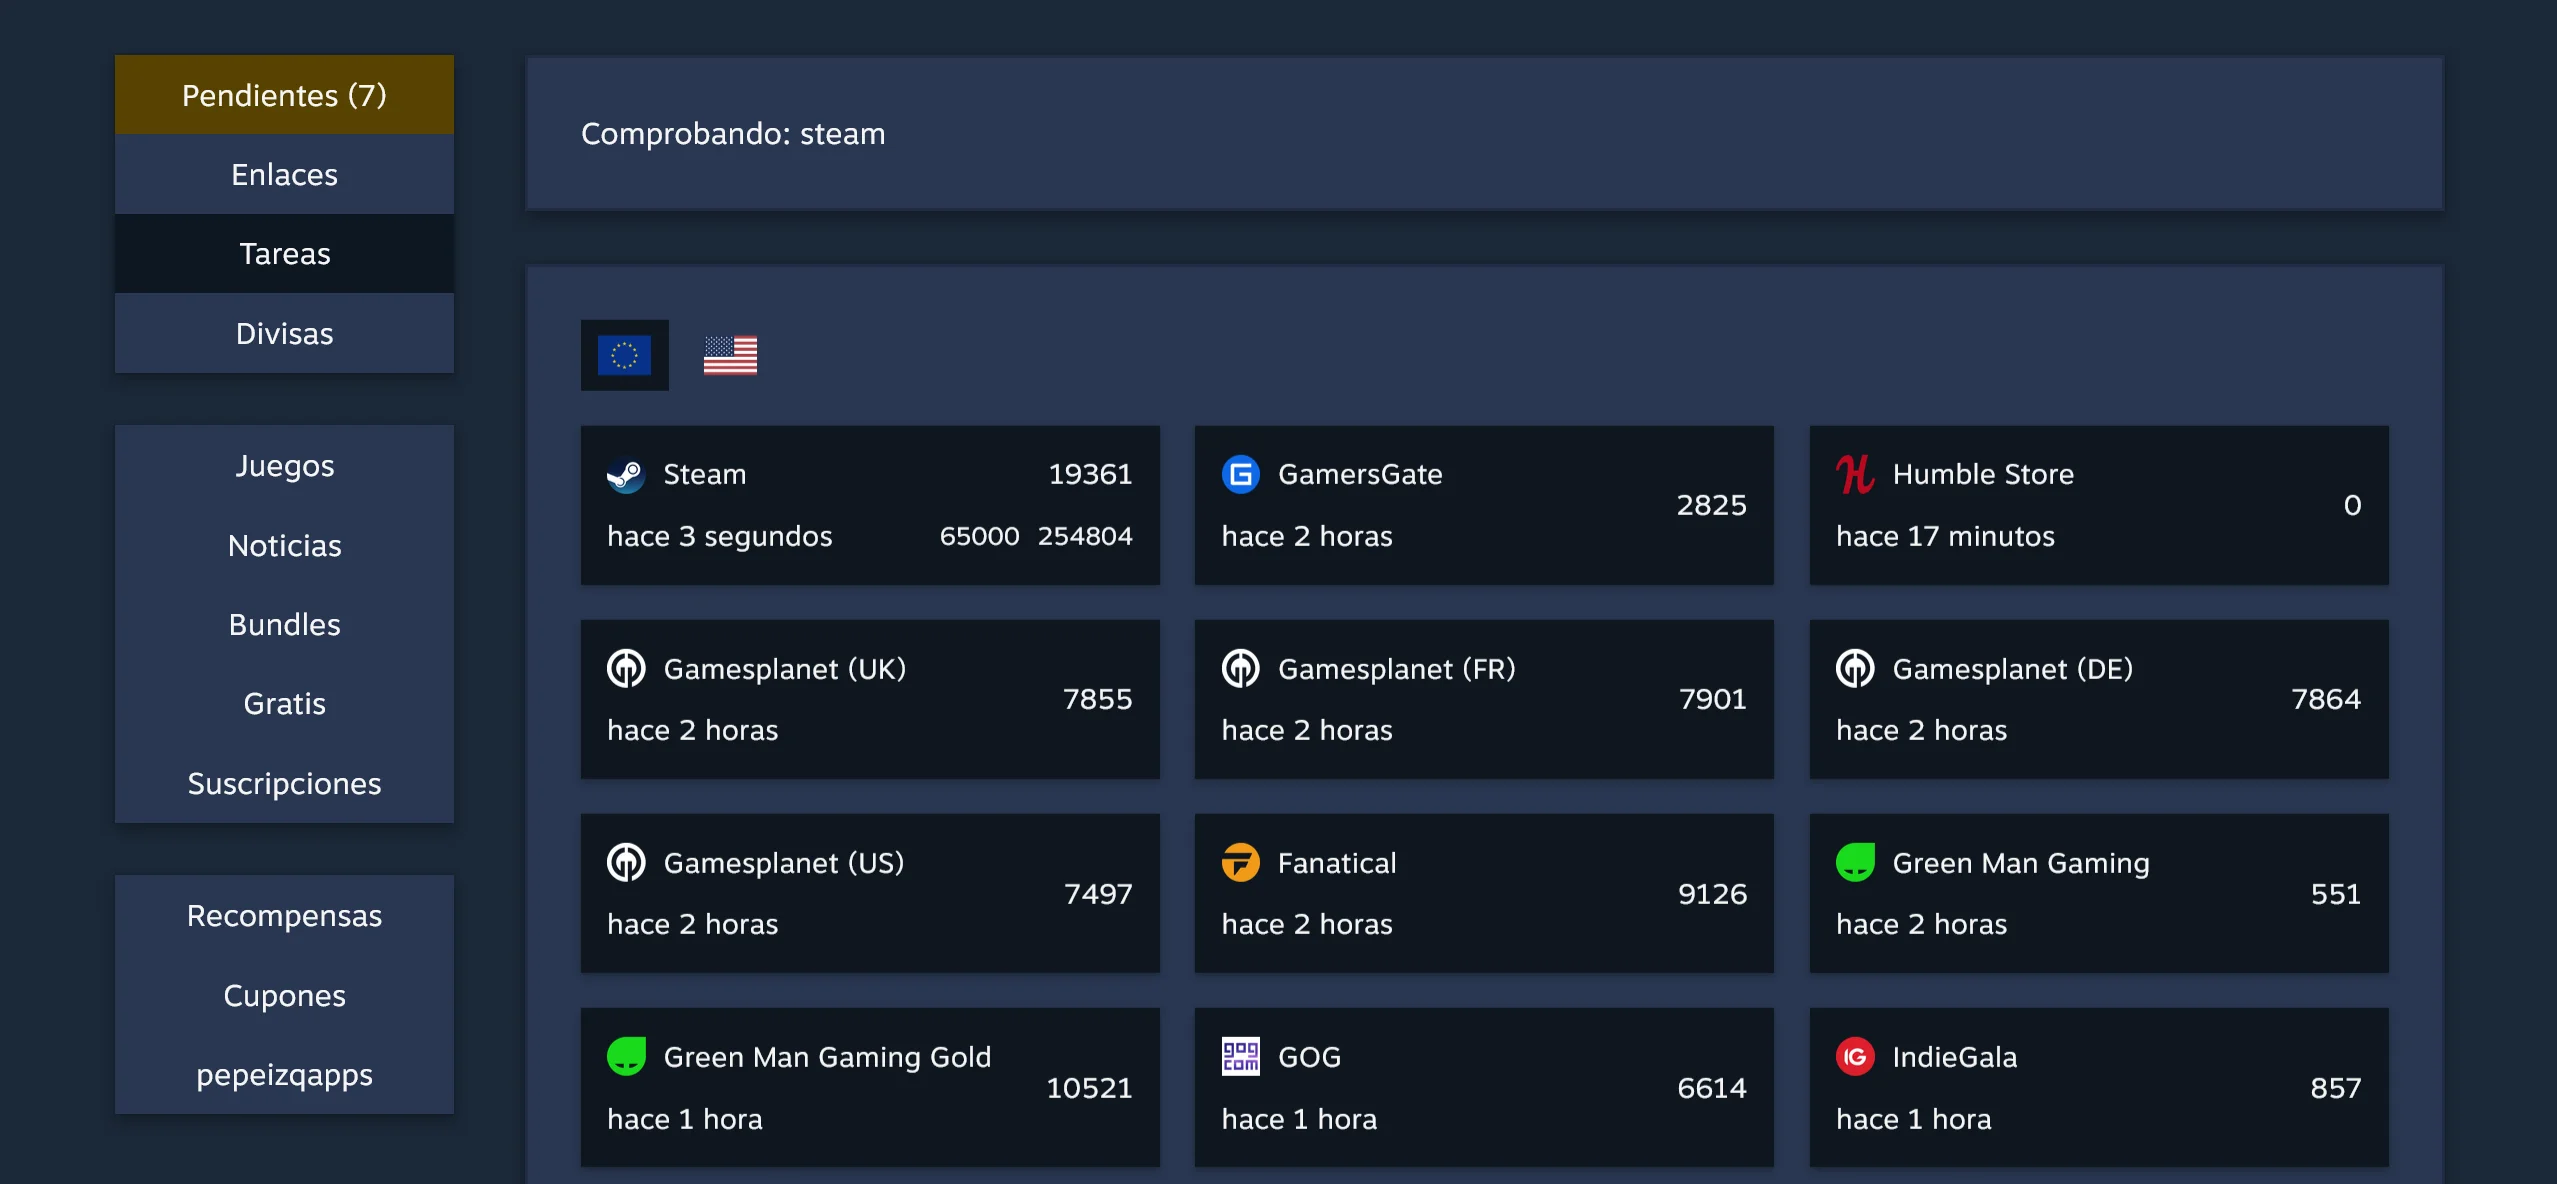 Pendientes (7)
Enlaces
Tareas
Divisas
Juegos
Noticias
Bundles
Gratis
Suscripciones
Recompensas
Cupones
pepeizqapps
Comprobando: steam
Steam 19361
hace 3 segundos 65000 254804
GamersGate
2825
hace 2 horas
Humble Store
0
hace 17 minutos
Gamesplanet (UK)
7855
hace 2 horas
Gamesplanet (FR)
7901
hace 2 horas
Gamesplanet (DE)
7864
hace 2 horas
Gamesplanet (US)
7497
hace 2 horas
Fanatical
9126
hace 2 horas
Green Man Gaming
551
hace 2 horas
Green Man Gaming Gold
10521
hace 1 hora
gog
com
GOG
6614
hace 1 hora
IG
IndieGala
857
hace 1 hora